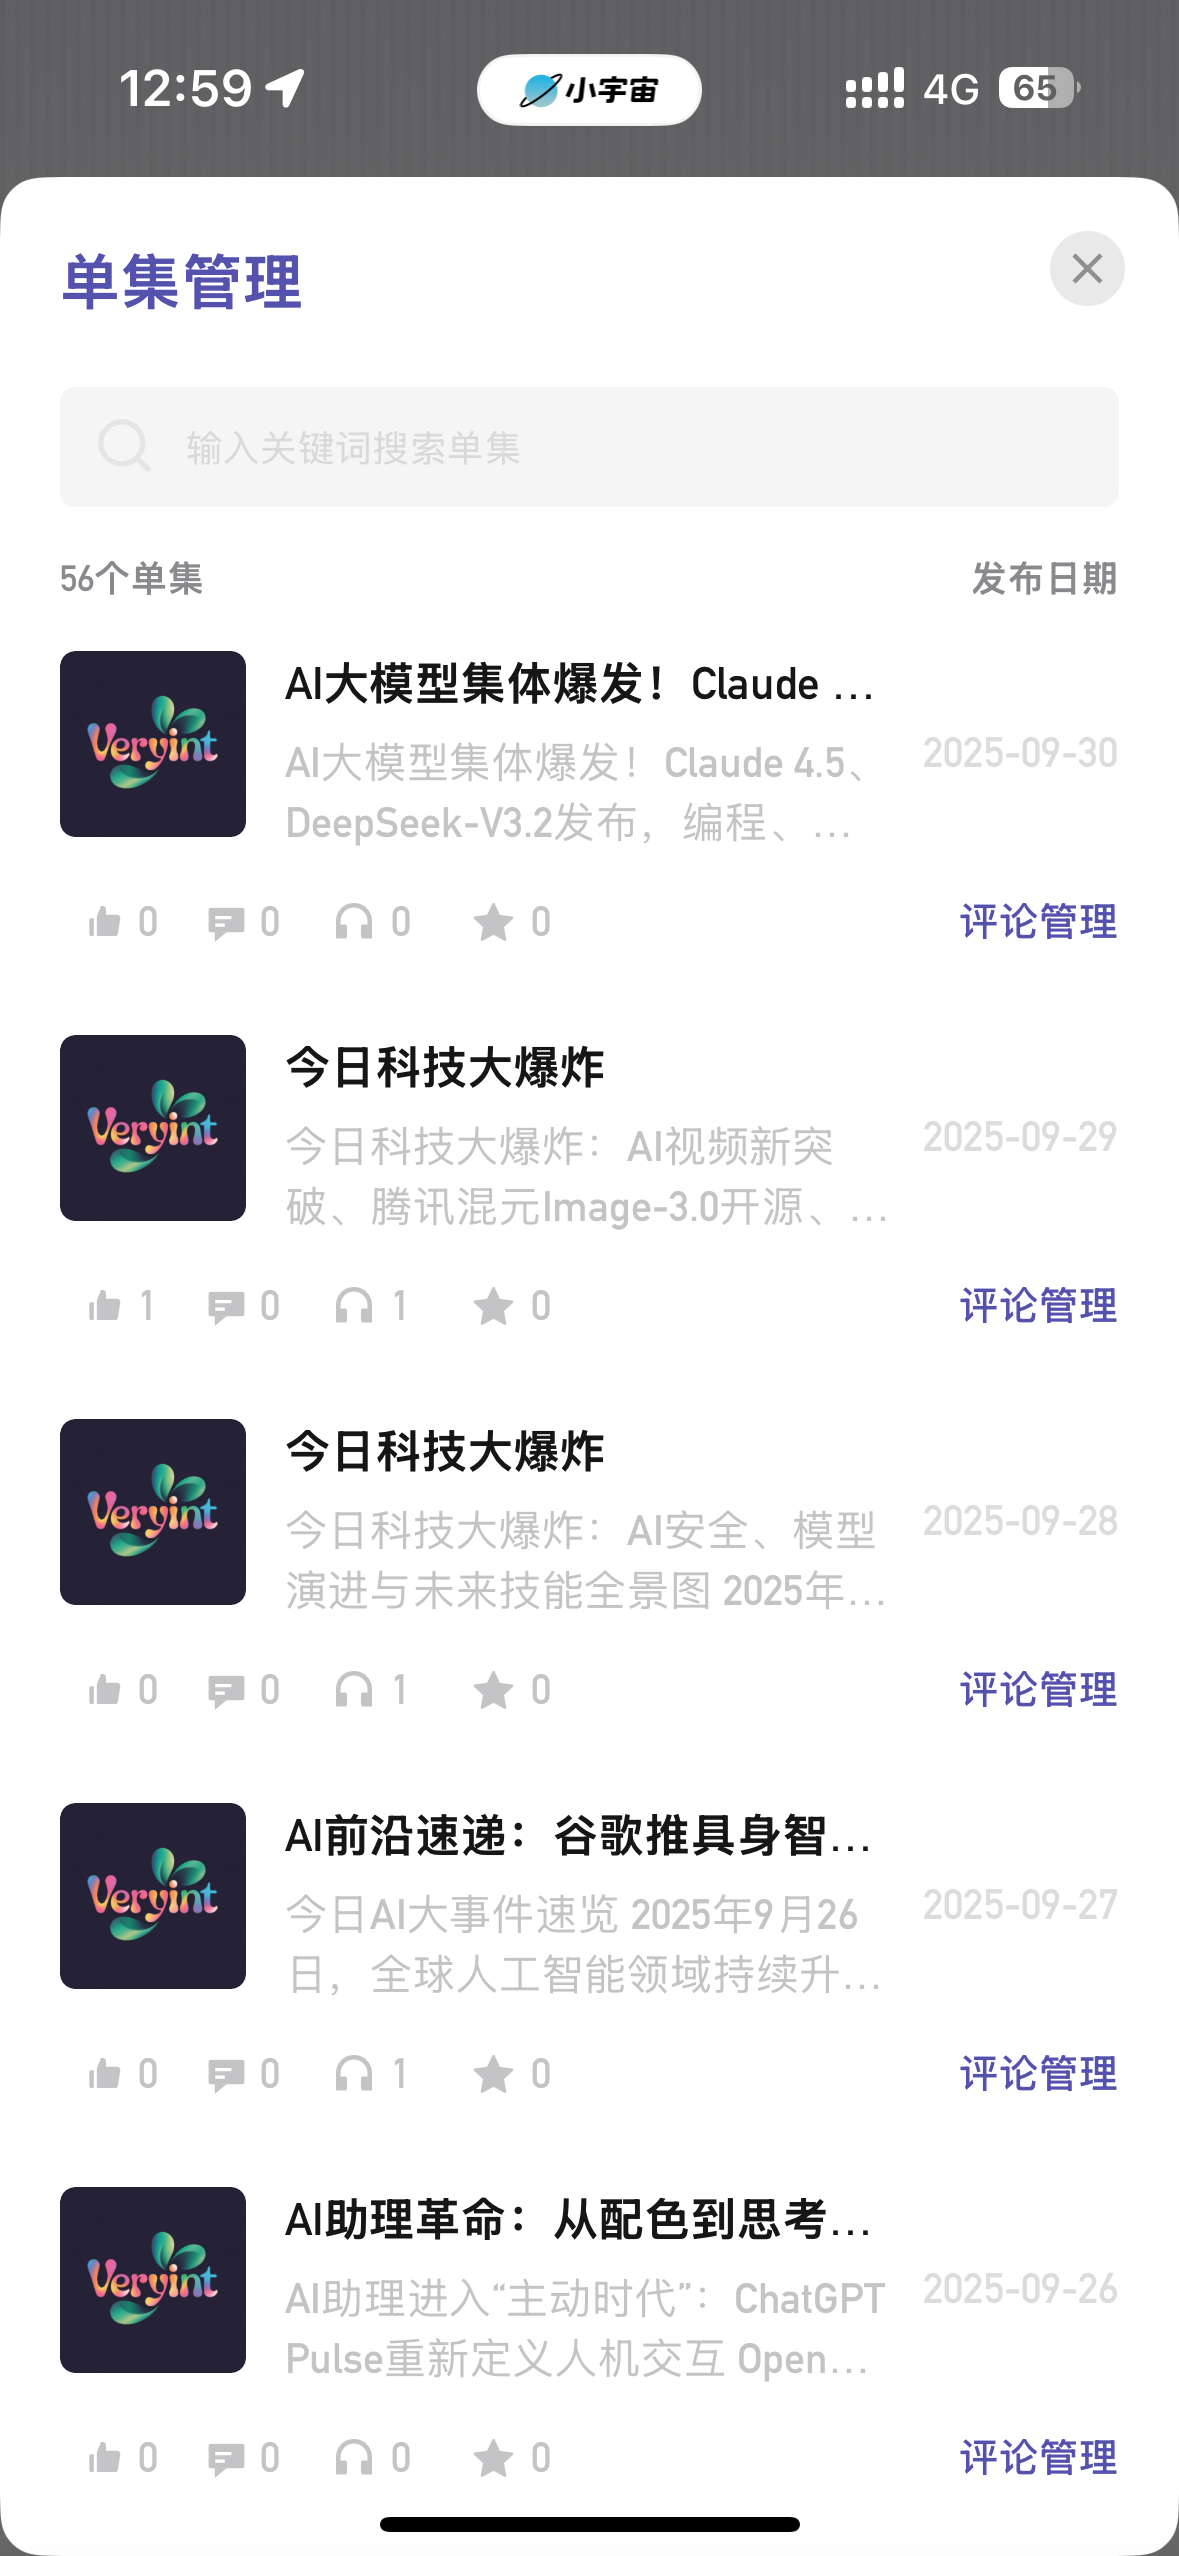 12:59
小宇宙
4G
65
单集管理
输入关键词搜索单集
56个单集
发布日期
Veryint
AI大模型集体爆发！Claude …
AI大模型集体爆发！Claude 4.5、
DeepSeek-V3.2发布，编程、…
2025-09-30
0 0 0 0
评论管理
Veryint
今日科技大爆炸
今日科技大爆炸：AI视频新突
破、腾讯混元Image-3.0开源、…
2025-09-29
1 0 1 0
评论管理
Veryint
今日科技大爆炸
今日科技大爆炸：AI安全、模型
演进与未来技能全景图 2025年…
2025-09-28
0 0 1 0
评论管理
Veryint
AI前沿速递：谷歌推具身智…
今日AI大事件速览 2025年9月26
日，全球人工智能领域持续升…
2025-09-27
0 0 1 0
评论管理
Veryint
AI助理革命：从配色到思考…
AI助理进入“主动时代”：ChatGPT
Pulse重新定义人机交互 Open…
2025-09-26
0 0 0 0
评论管理